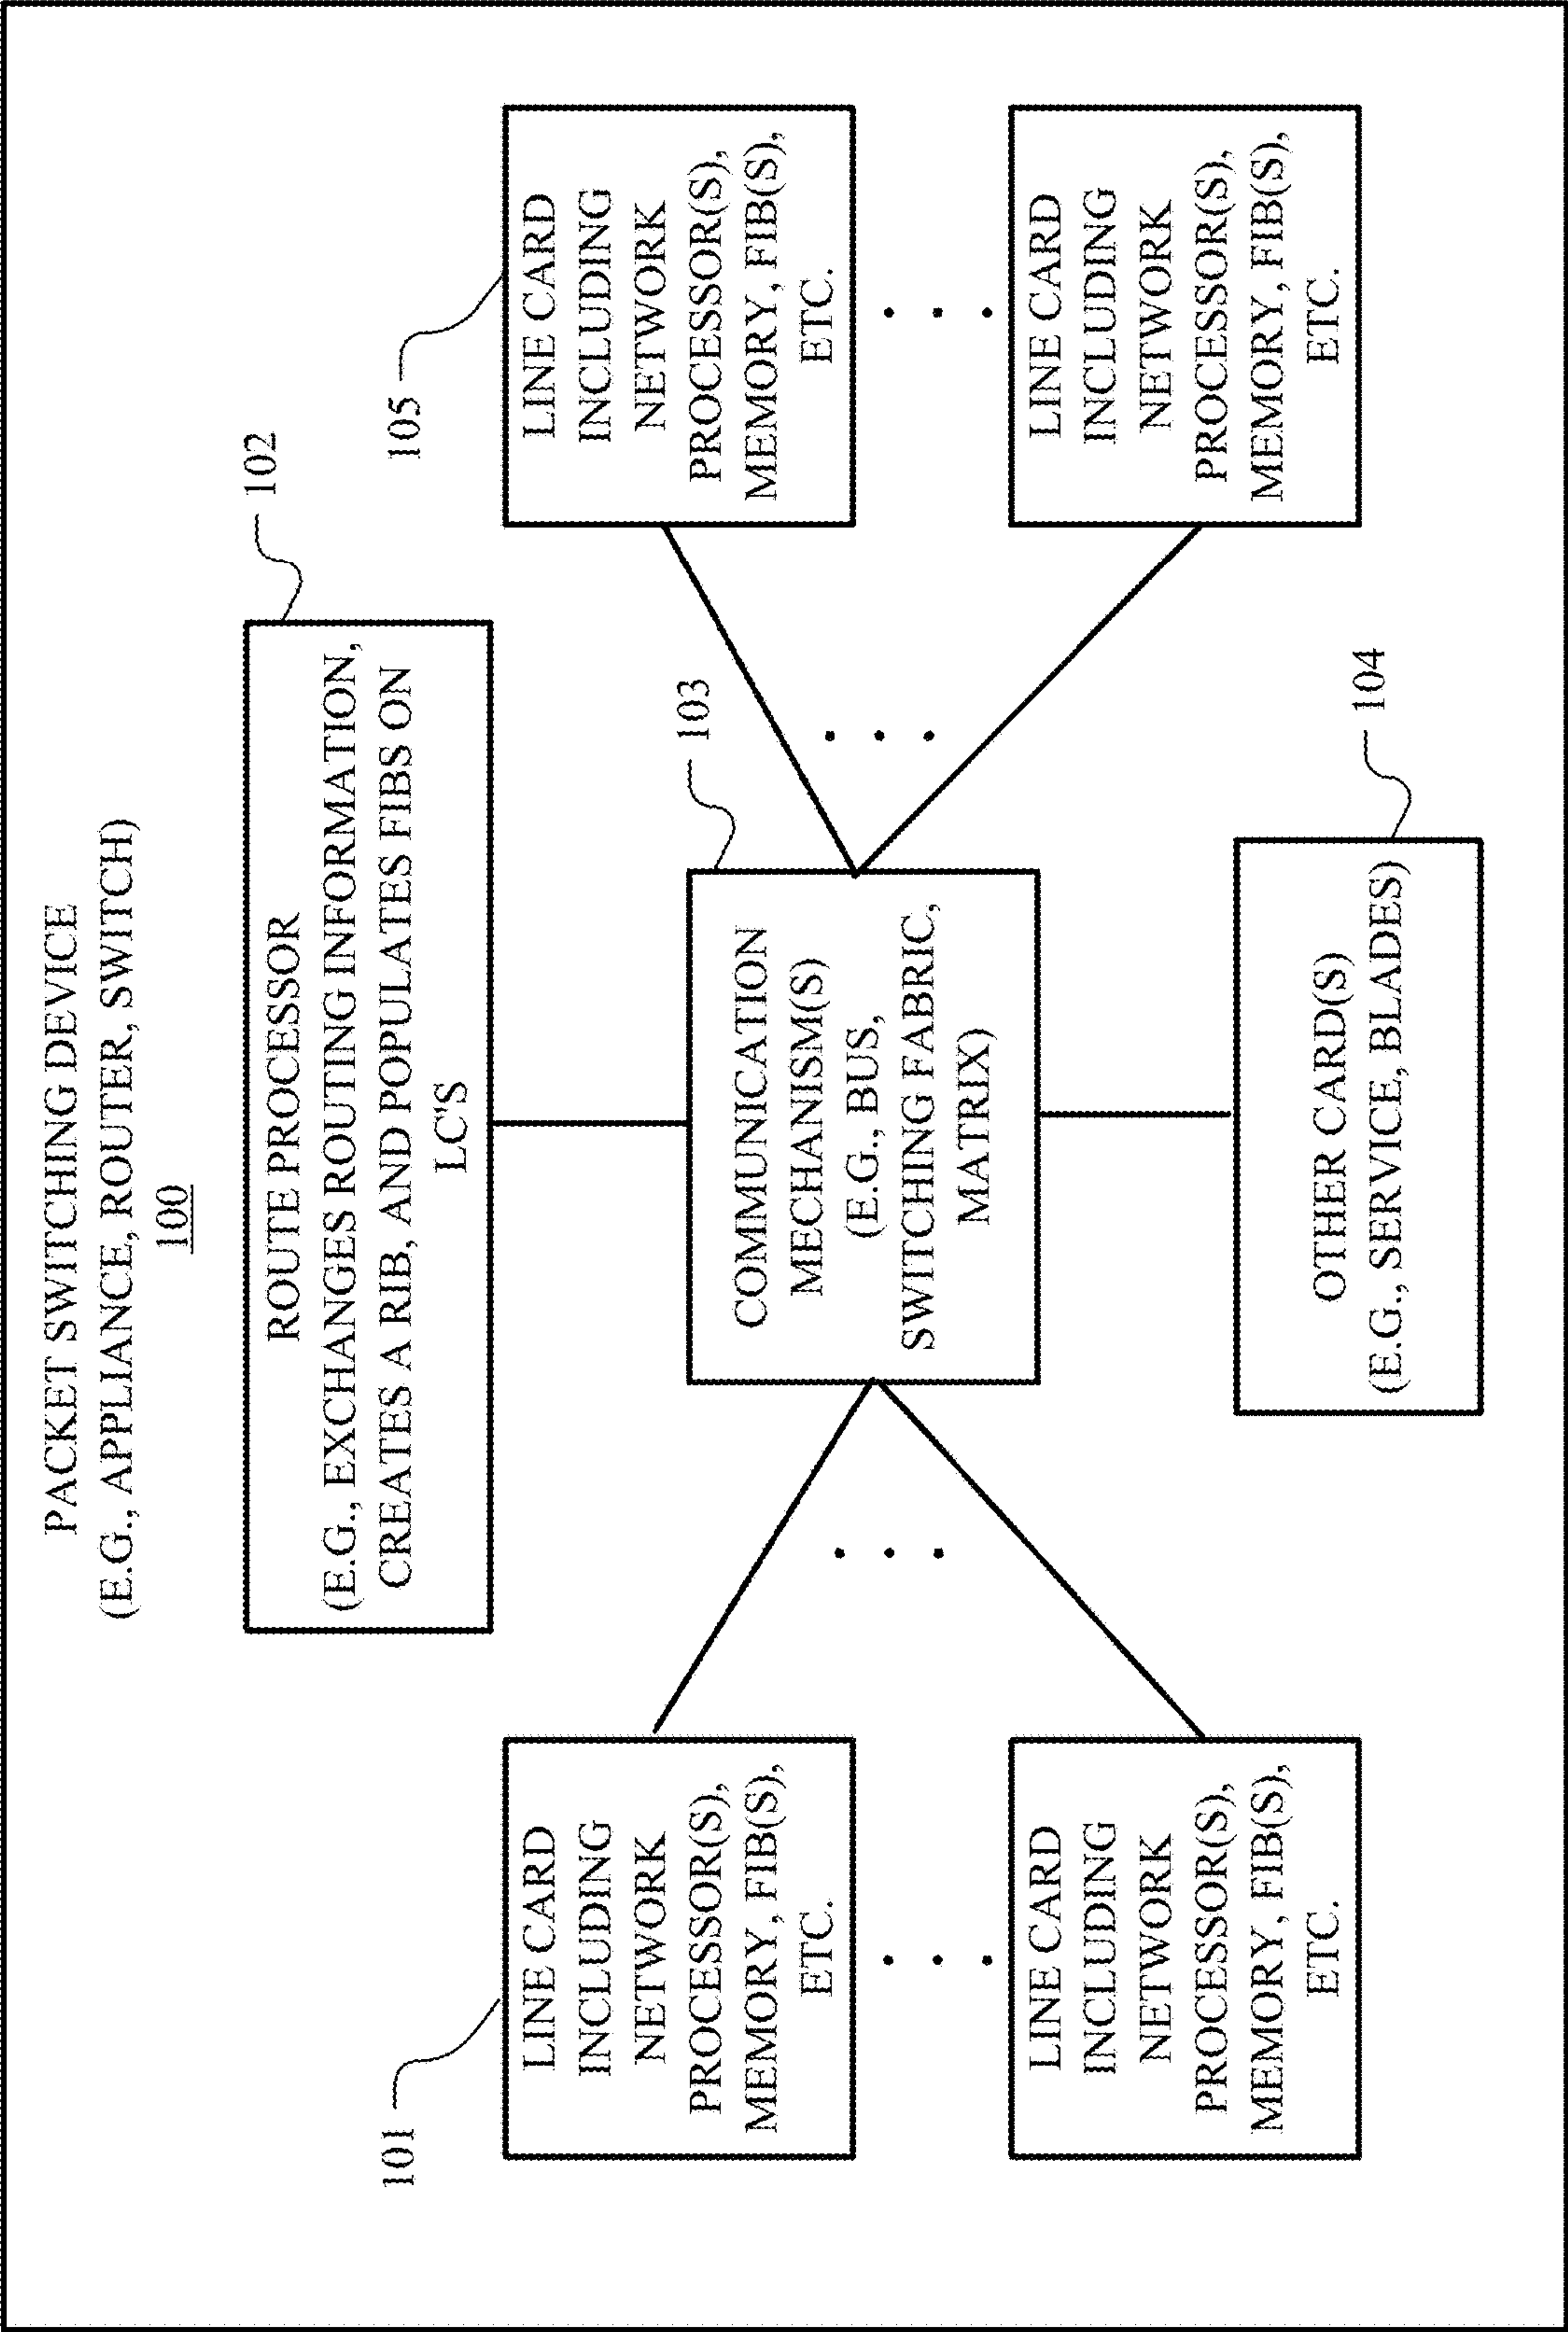 PACKET SWITCHING DEVICE
(E.G., APPLIANCE, ROUTER, SWITCH)
100
102
ROUTE PROCESSOR
(E.G., EXCHANGES ROUTING INFORMATION,
CREATES A RIB, AND POPULATES FIBS ON
LC'S
101
LINE CARD
INCLUDING
NETWORK
PROCESSOR(S),
MEMORY, FIB(S),
ETC.
LINE CARD
INCLUDING
NETWORK
PROCESSOR(S),
MEMORY, FIB(S),
ETC.
103
COMMUNICATION
MECHANISM(S)
(E.G., BUS,
SWITCHING FABRIC,
MATRIX)
104
OTHER CARD(S)
(E.G., SERVICE, BLADES)
105
LINE CARD
INCLUDING
NETWORK
PROCESSOR(S),
MEMORY, FIB(S),
ETC.
LINE CARD
INCLUDING
NETWORK
PROCESSOR(S),
MEMORY, FIB(S),
ETC.